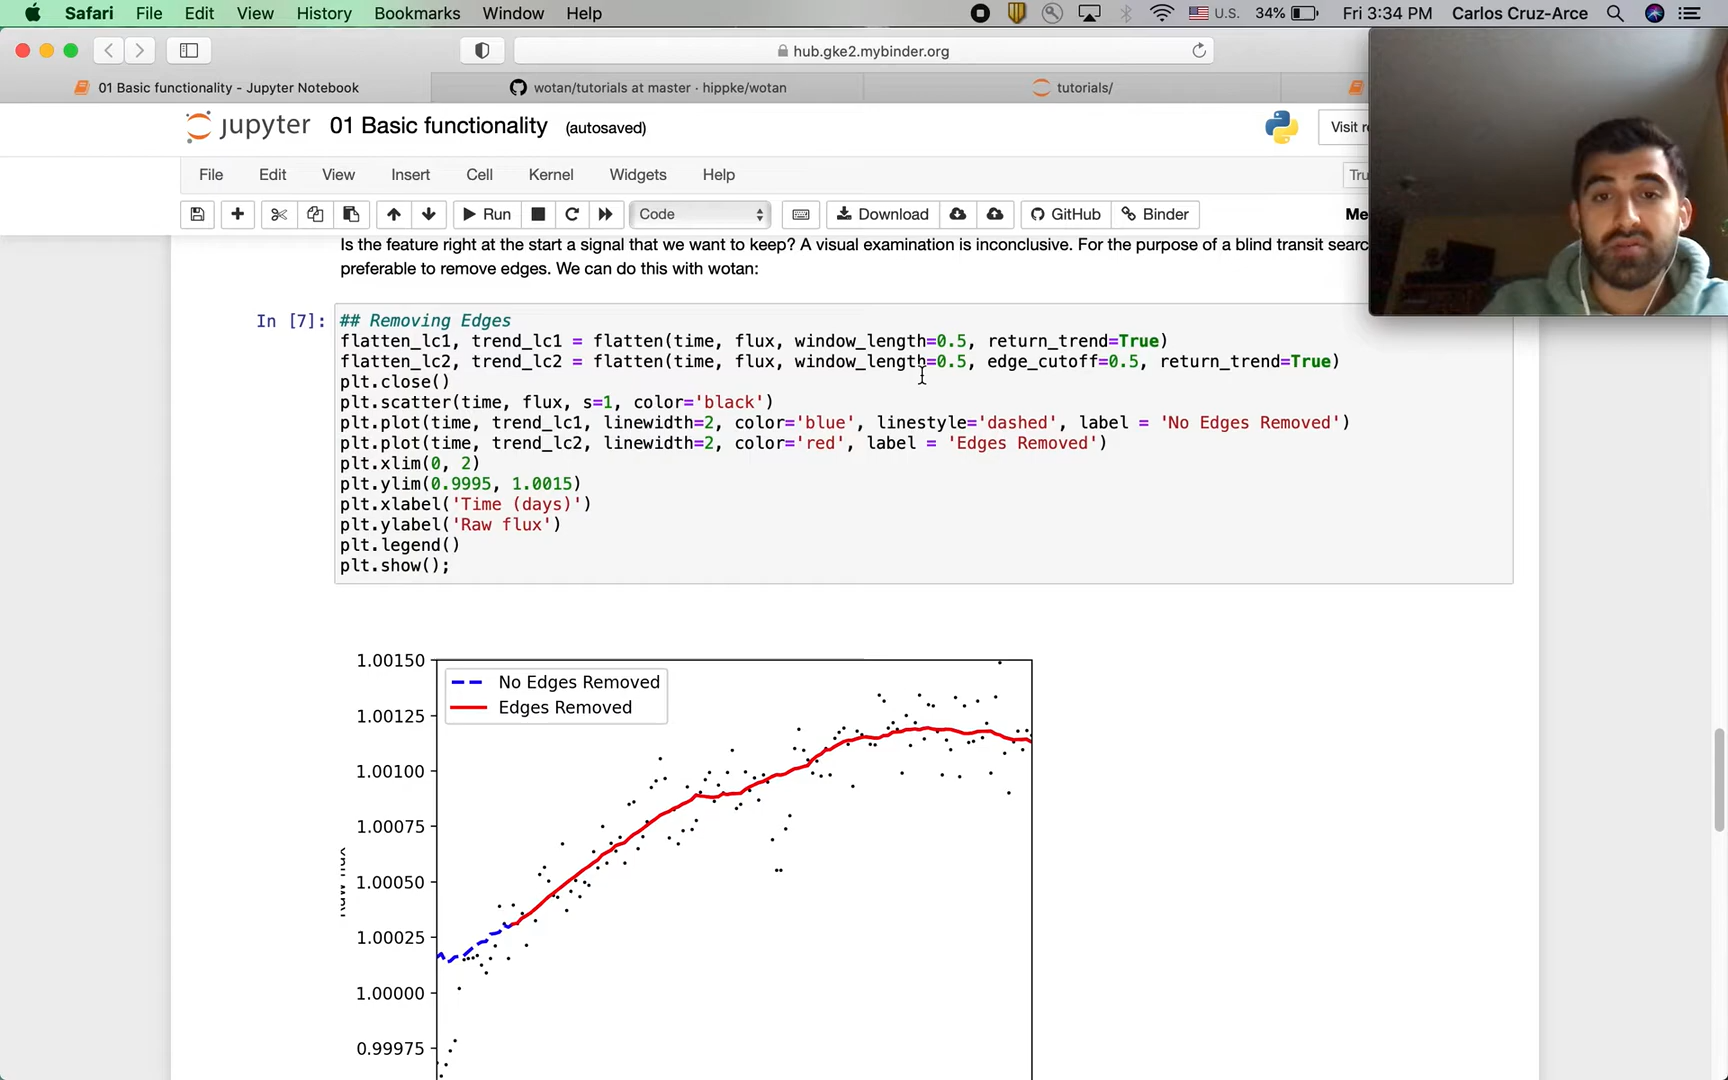 Safari File Edit View History Bookmarks Window Help U.S. 34% Fri 3:34 PM Carlos Cruz-Arce
hub.gke2.mybinder.org
01 Basic functionality - Jupyter Notebook wotan/tutorials at master · hippke/wotan tutorials/
jupyter 01 Basic functionality (autosaved) Visit r
File Edit View Insert Cell Kernel Widgets Help Tru
Run Code Download GitHub Binder Me
Is the feature right at the start a signal that we want to keep? A visual examination is inconclusive. For the purpose of a blind transit searc
preferable to remove edges. We can do this with wotan:
In [7]: ## Removing Edges
flatten_lc1, trend_lc1 = flatten(time, flux, window_length=0.5, return_trend=True)
flatten_lc2, trend_lc2 = flatten(time, flux, window_length=0.5, edge_cutoff=0.5, return_trend=True)
plt.close()
plt.scatter(time, flux, s=1, color='black')
plt.plot(time, trend_lc1, linewidth=2, color='blue', linestyle='dashed', label = 'No Edges Removed')
plt.plot(time, trend_lc2, linewidth=2, color='red', label = 'Edges Removed')
plt.xlim(0, 2)
plt.ylim(0.9995, 1.0015)
plt.xlabel('Time (days)')
plt.ylabel('Raw flux')
plt.legend()
plt.show();
1.00150
No Edges Removed
Edges Removed
1.00125
1.00100
1.00075
1.00050
1.00025
1.00000
0.99975